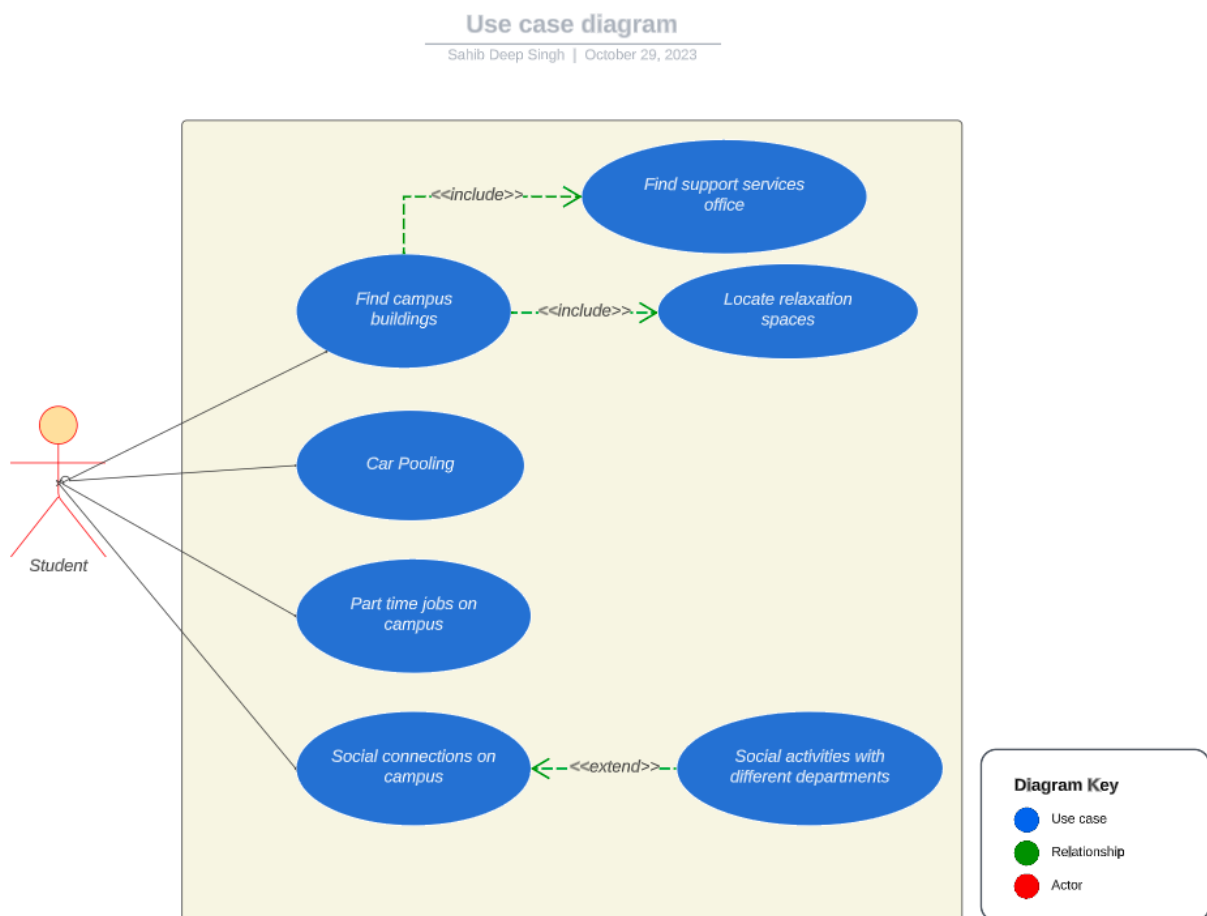 Use case diagram
Sahib Deep Singh | October 29, 2023
<<include>>
Find support services
office
Find campus
buildings
<<include>>
Locate relaxation
spaces
Car Pooling
Student
Part time jobs on
campus
Social connections on
campus
<<extend>>
Social activities with
different departments
Diagram Key
Use case
Relationship
Actor